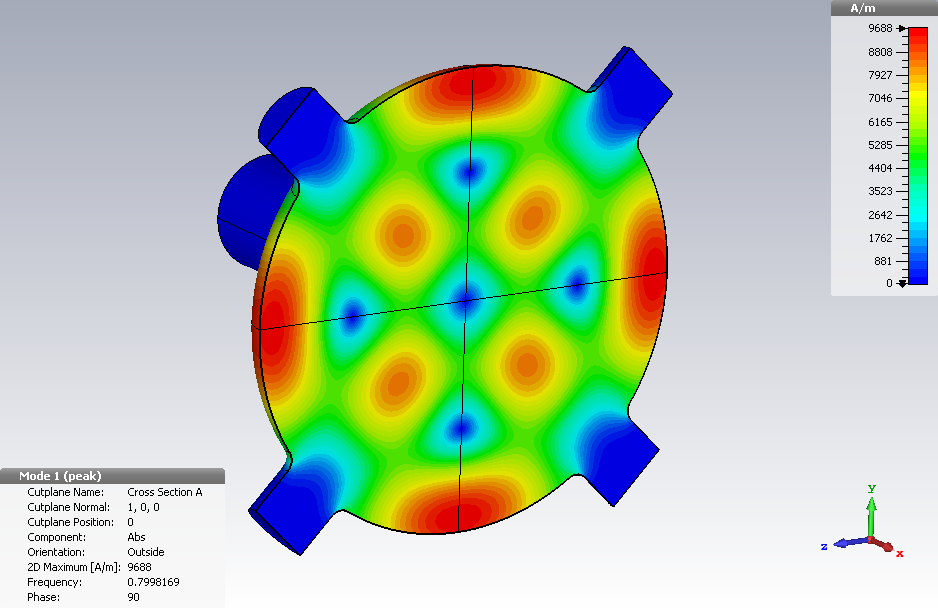 A/m
9688
8808
7927
7046
6165
5285
4404
3523
2642
1762
881
0
Mode 1 (peak)
Cutplane Name: Cross Section A
Cutplane Normal: 1, 0, 0
Cutplane Position: 0
Component: Abs
Orientation: Outside
2D Maximum [A/m]: 9688
Frequency: 0.7998169
Phase: 90
y
z
x